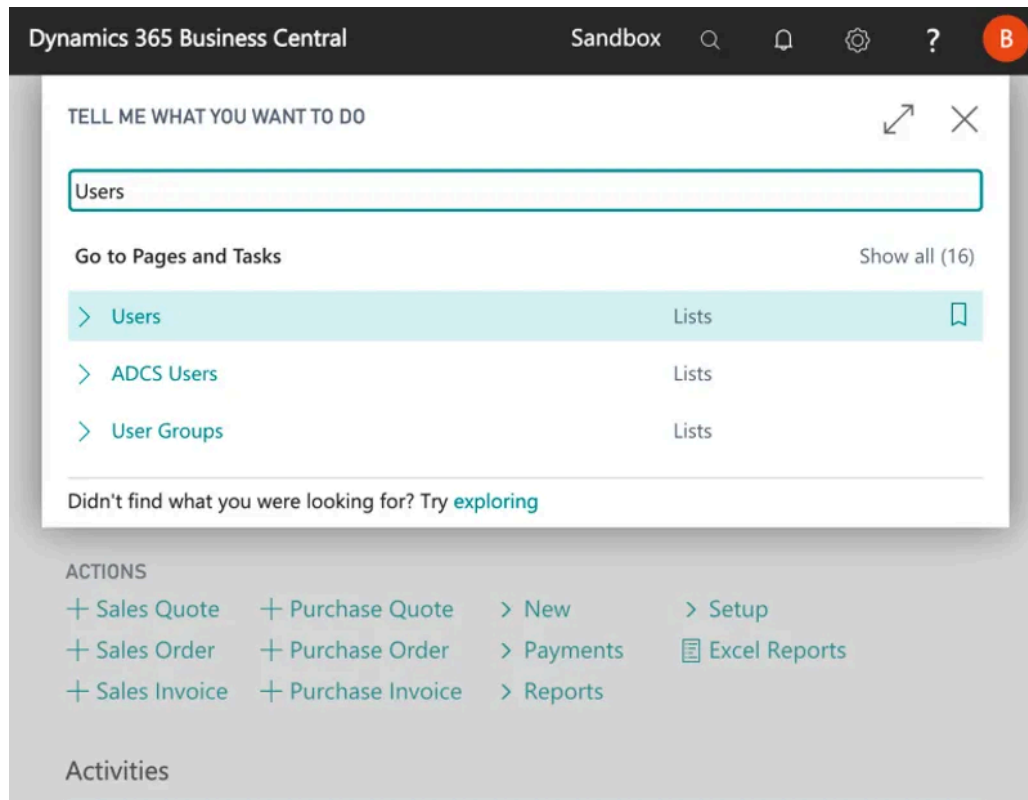 Dynamics 365 Business Central Sandbox ? B
TELL ME WHAT YOU WANT TO DO
Users
Go to Pages and Tasks Show all (16)
Users Lists
ADCS Users Lists
User Groups Lists
Didn't find what you were looking for? Try exploring
ACTIONS
+ Sales Quote + Purchase Quote > New > Setup
+ Sales Order + Purchase Order > Payments Excel Reports
+ Sales Invoice + Purchase Invoice > Reports
Activities